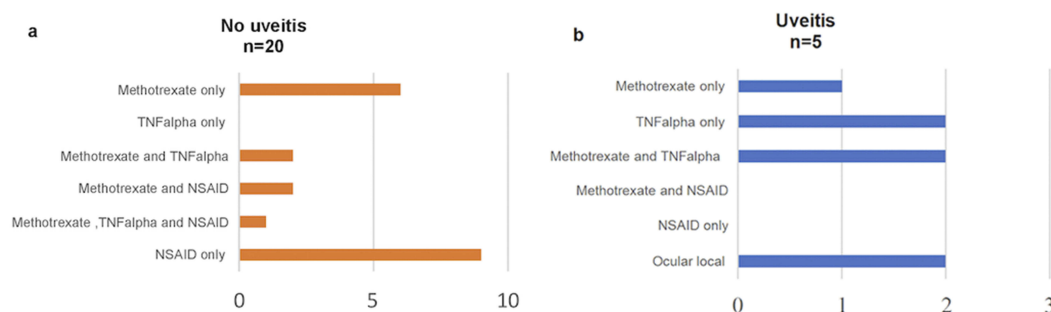 a
No uveitis
n=20
Methotrexate only
TNFalpha only
Methotrexate and TNFalpha
Methotrexate and NSAID
Methotrexate ,TNFalpha and NSAID
NSAID only
0 5 10
b
Uveitis
n=5
Methotrexate only
TNFalpha only
Methotrexate and TNFalpha
Methotrexate and NSAID
NSAID only
Ocular local
0 1 2 3